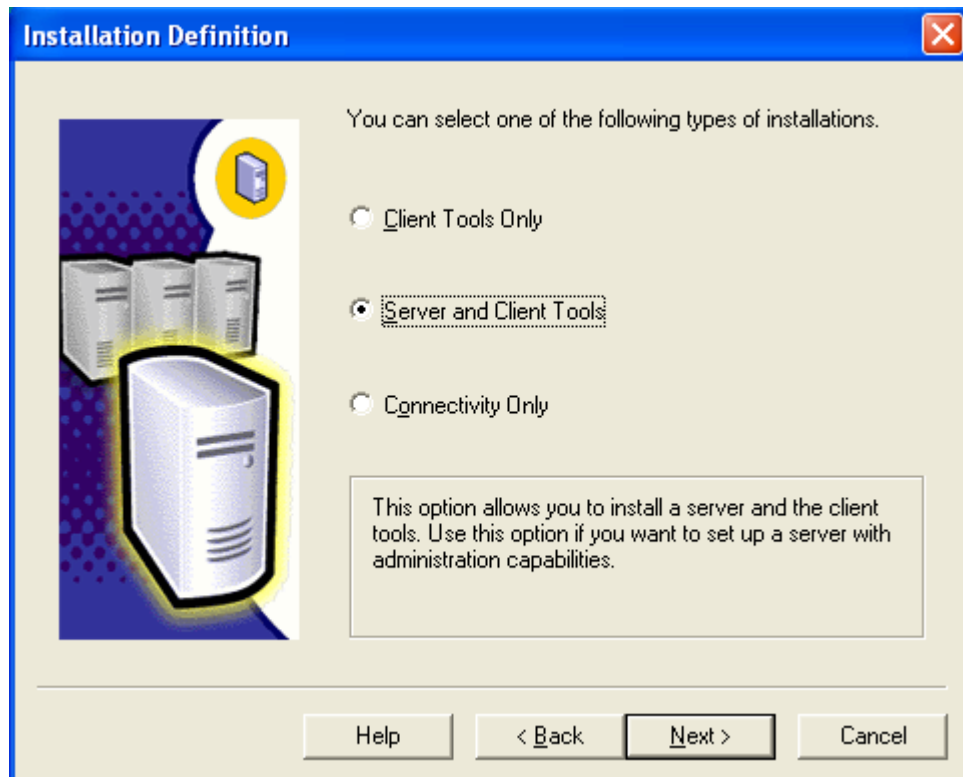 Installation Definition
You can select one of the following types of installations.
Client Tools Only
Server and Client Tools
Connectivity Only
This option allows you to install a server and the client
tools. Use this option if you want to set up a server with
administration capabilities.
Help
< Back
Next >
Cancel